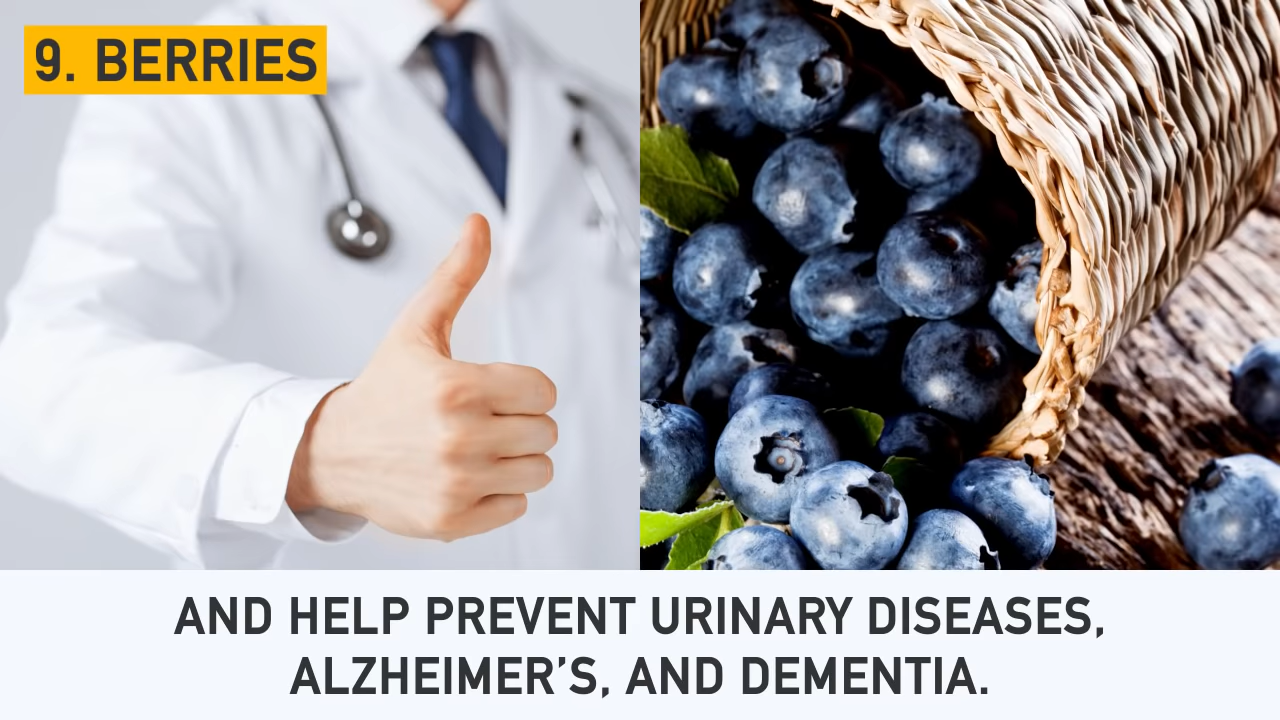 9. BERRIES
AND HELP PREVENT URINARY DISEASES,
ALZHEIMER’S, AND DEMENTIA.